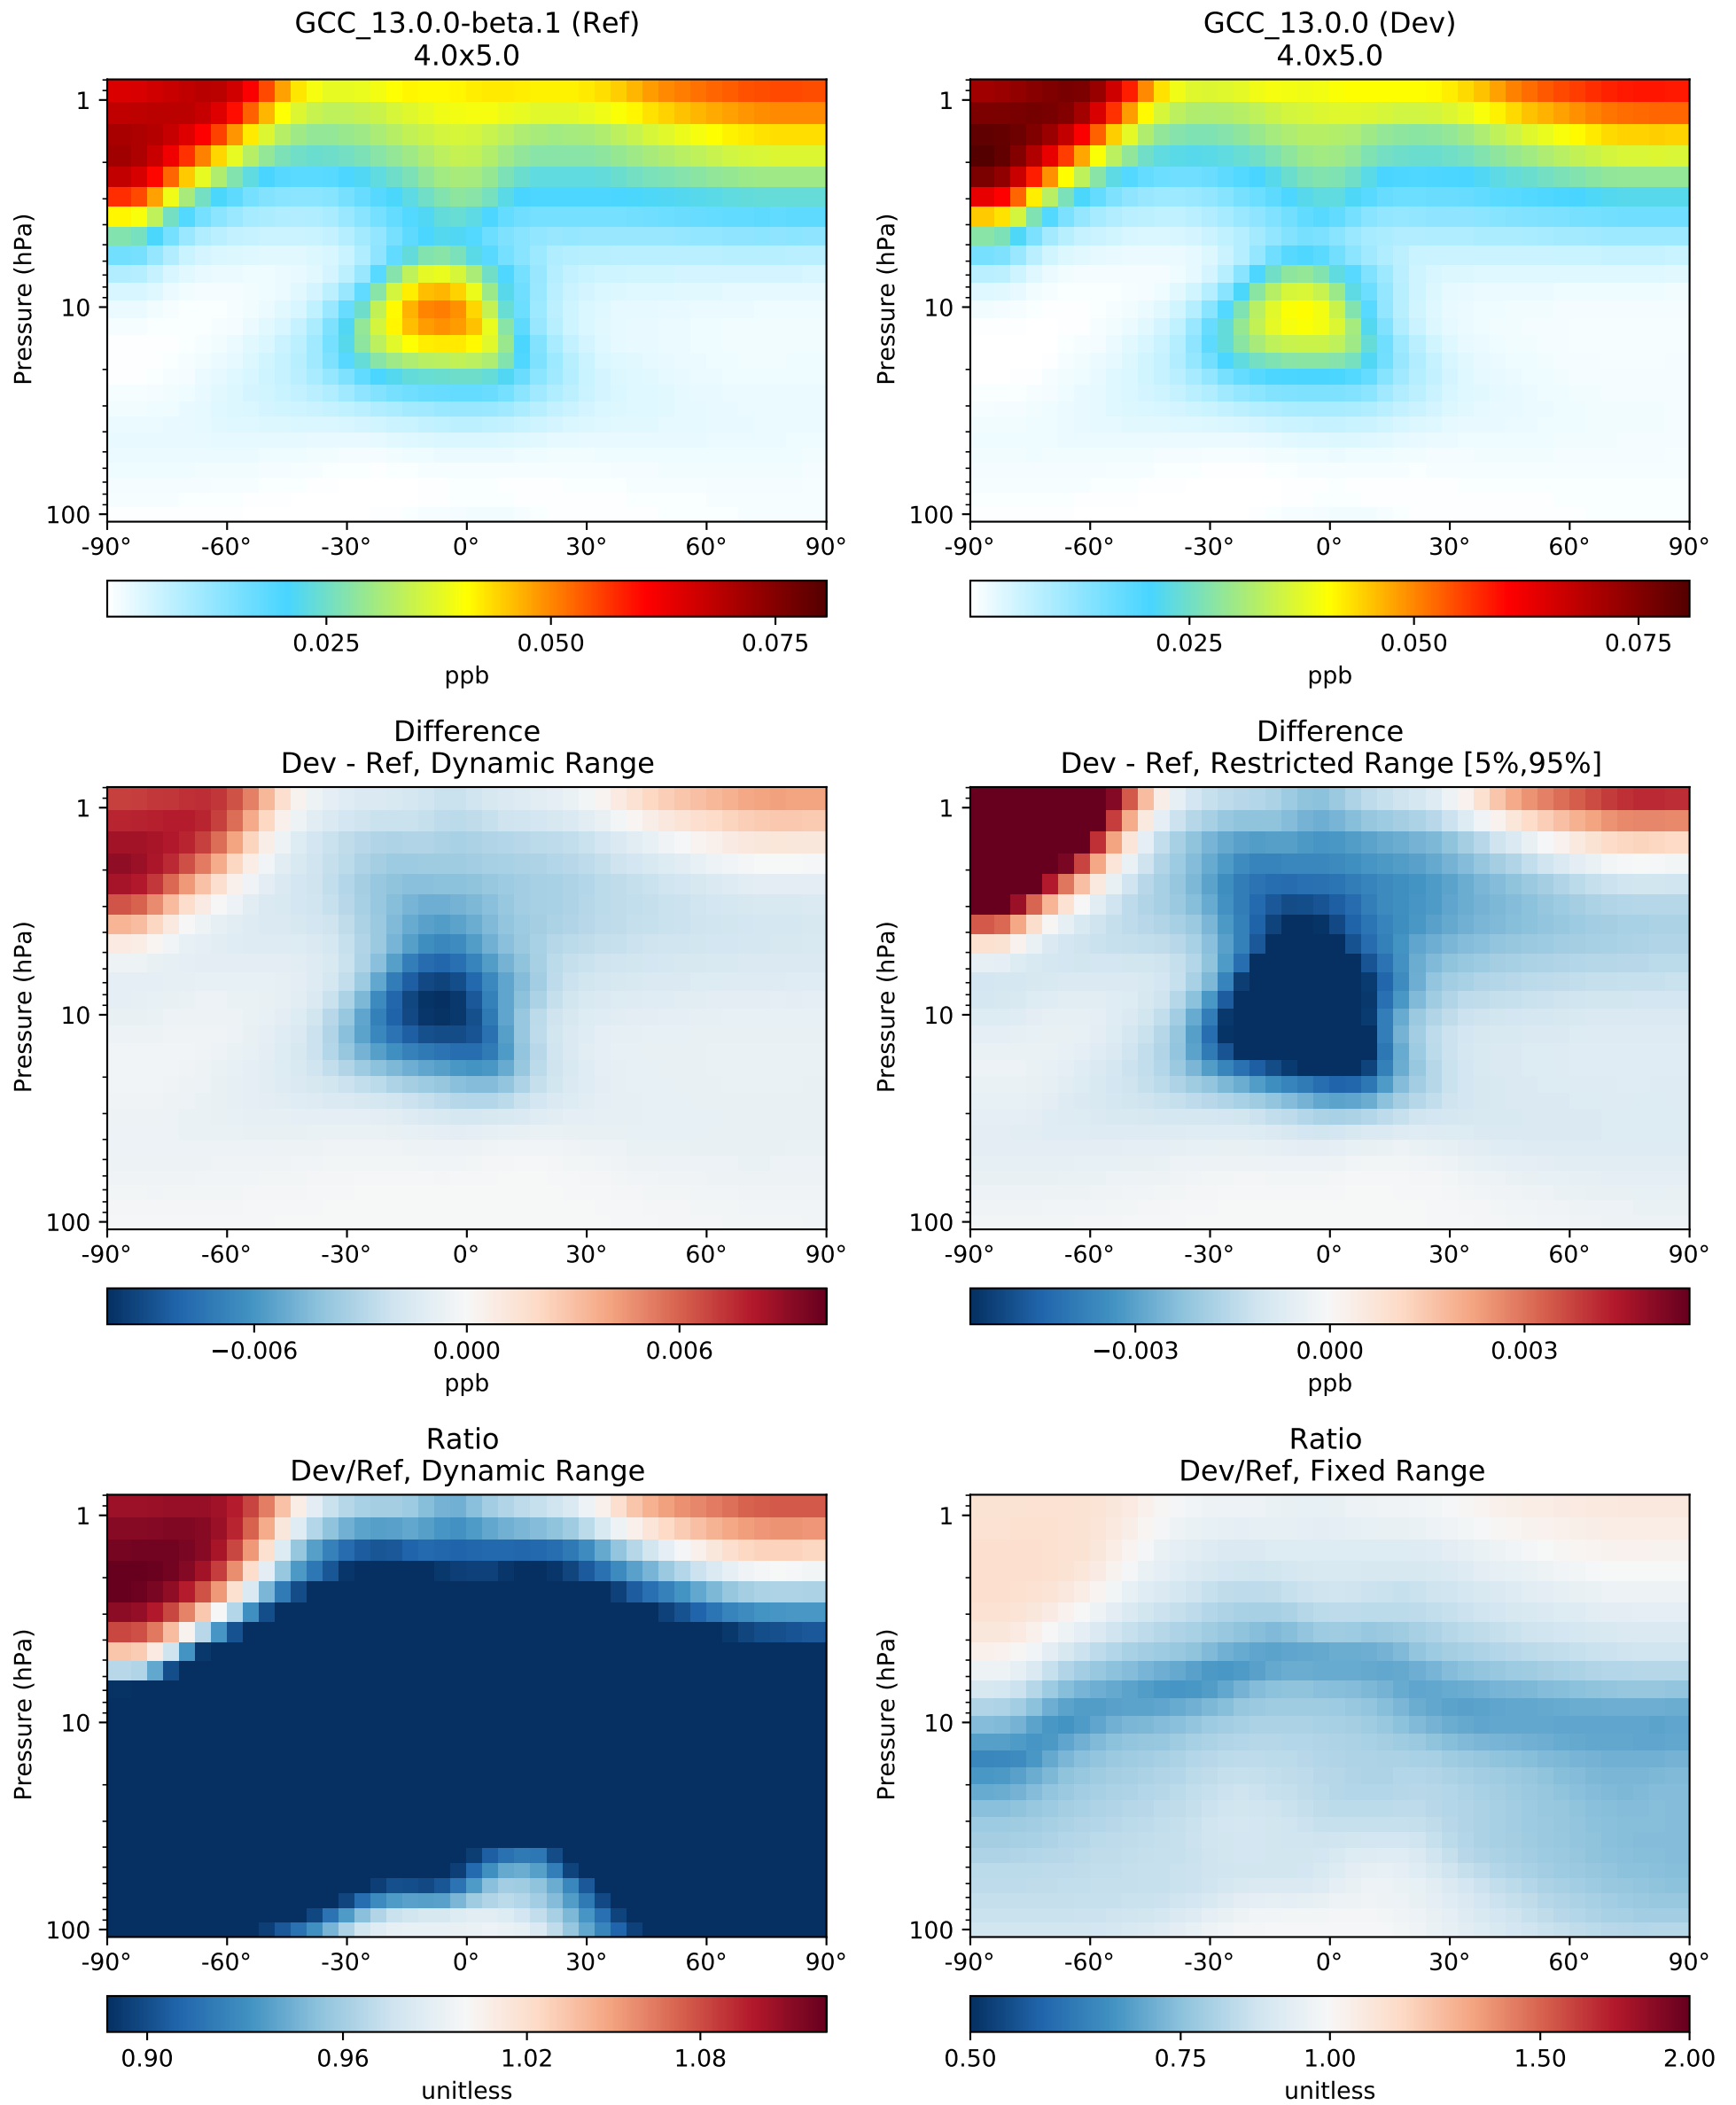 GCC_13.0.0-beta.1 (Ref)
4.0x5.0
Pressure (hPa)
1
10
100
-90° -60° -30° 0° 30° 60° 90°
0.025 0.050 0.075
ppb
GCC_13.0.0 (Dev)
4.0x5.0
Pressure (hPa)
1
10
100
-90° -60° -30° 0° 30° 60° 90°
0.025 0.050 0.075
ppb
Difference
Dev - Ref, Dynamic Range
Pressure (hPa)
1
10
100
-90° -60° -30° 0° 30° 60° 90°
−0.006 0.000 0.006
ppb
Difference
Dev - Ref, Restricted Range [5%,95%]
Pressure (hPa)
1
10
100
-90° -60° -30° 0° 30° 60° 90°
−0.003 0.000 0.003
ppb
Ratio
Dev/Ref, Dynamic Range
Pressure (hPa)
1
10
100
-90° -60° -30° 0° 30° 60° 90°
0.90 0.96 1.02 1.08
unitless
Ratio
Dev/Ref, Fixed Range
Pressure (hPa)
1
10
100
-90° -60° -30° 0° 30° 60° 90°
0.50 0.75 1.00 1.50 2.00
unitless